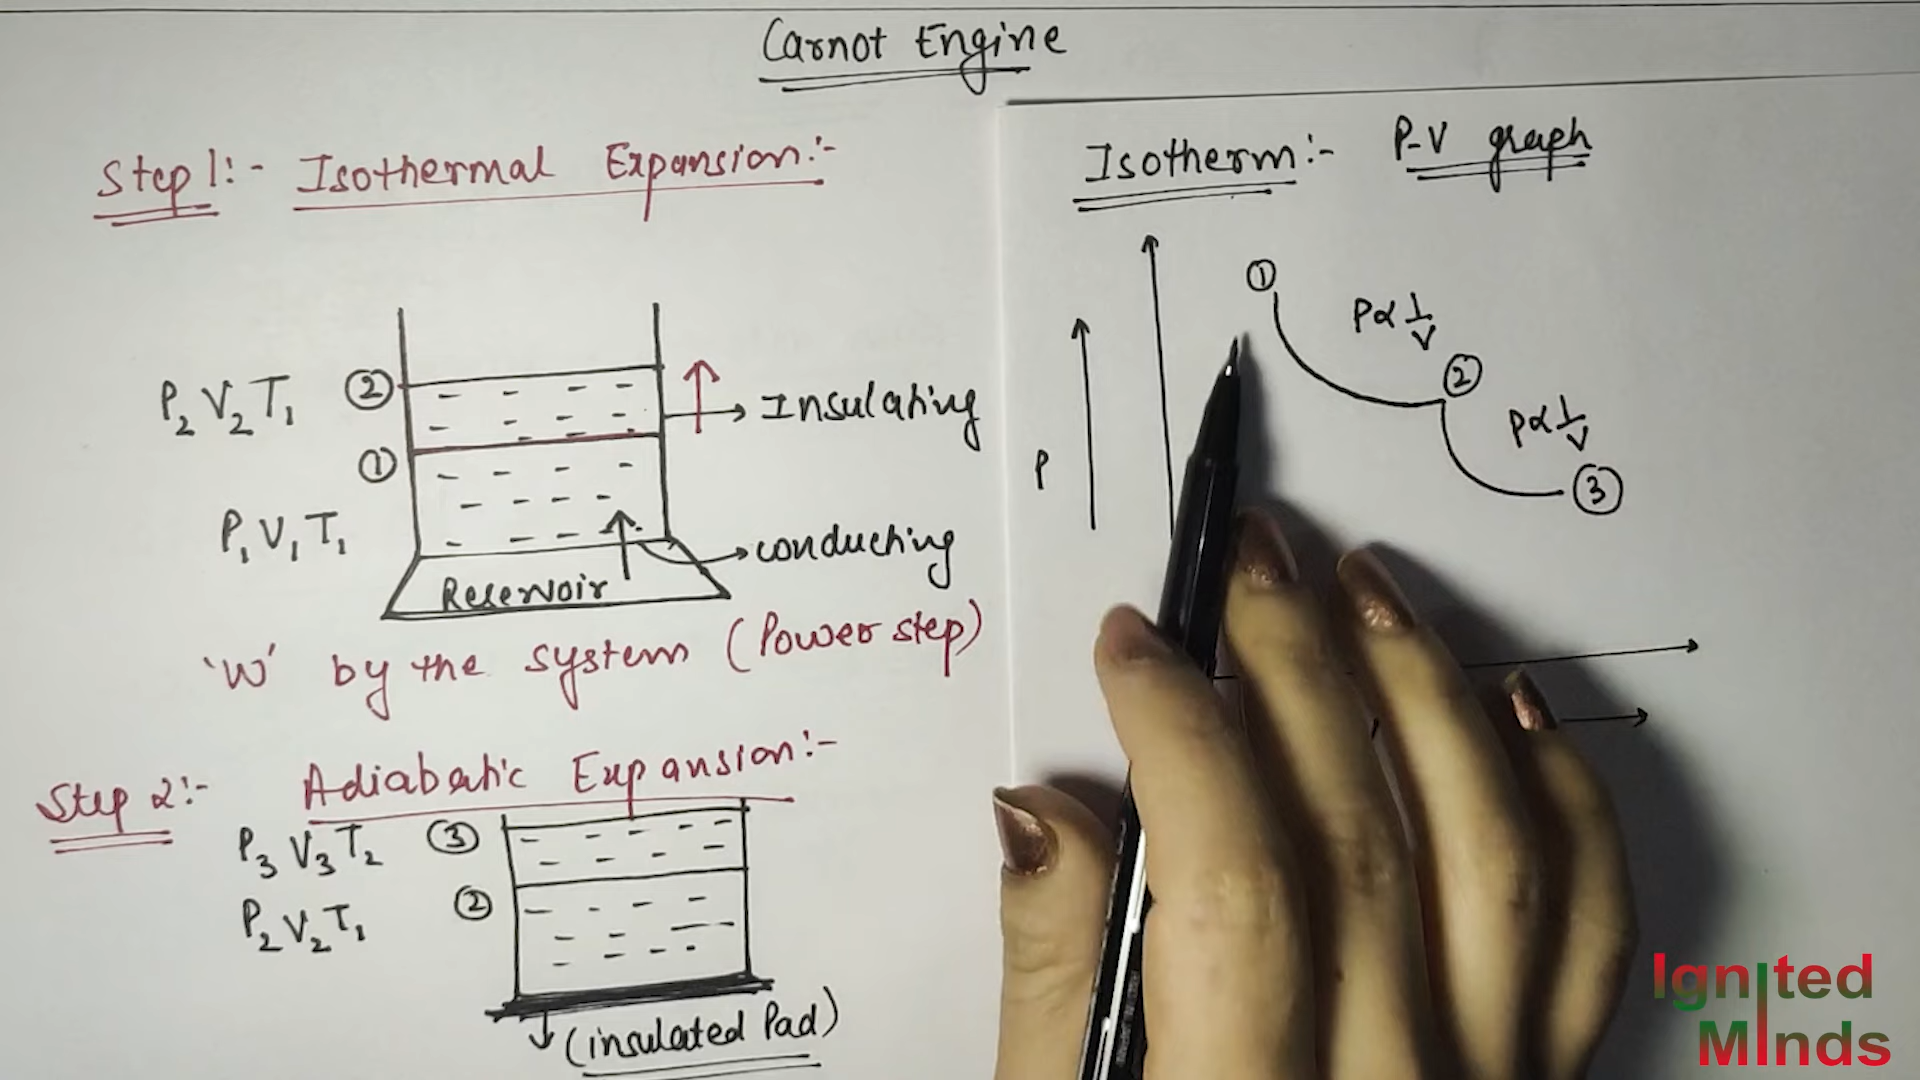 Carnot Engine
Step 1:- Isothermal Expansion:-
P₂ V₂ T₁ ②
Insulating
①
P₁ V₁ T₁
conducting
Reservoir
'W' by the system (Power step)
Step 2:- Adiabatic Expansion:-
P₃ V₃ T₂ ③
P₂ V₂ T₁ ②
(insulated Pad)
Isotherm:- P-V graph
①
P∝ 1/V
②
P∝ 1/V
③
P
Ignited
Minds